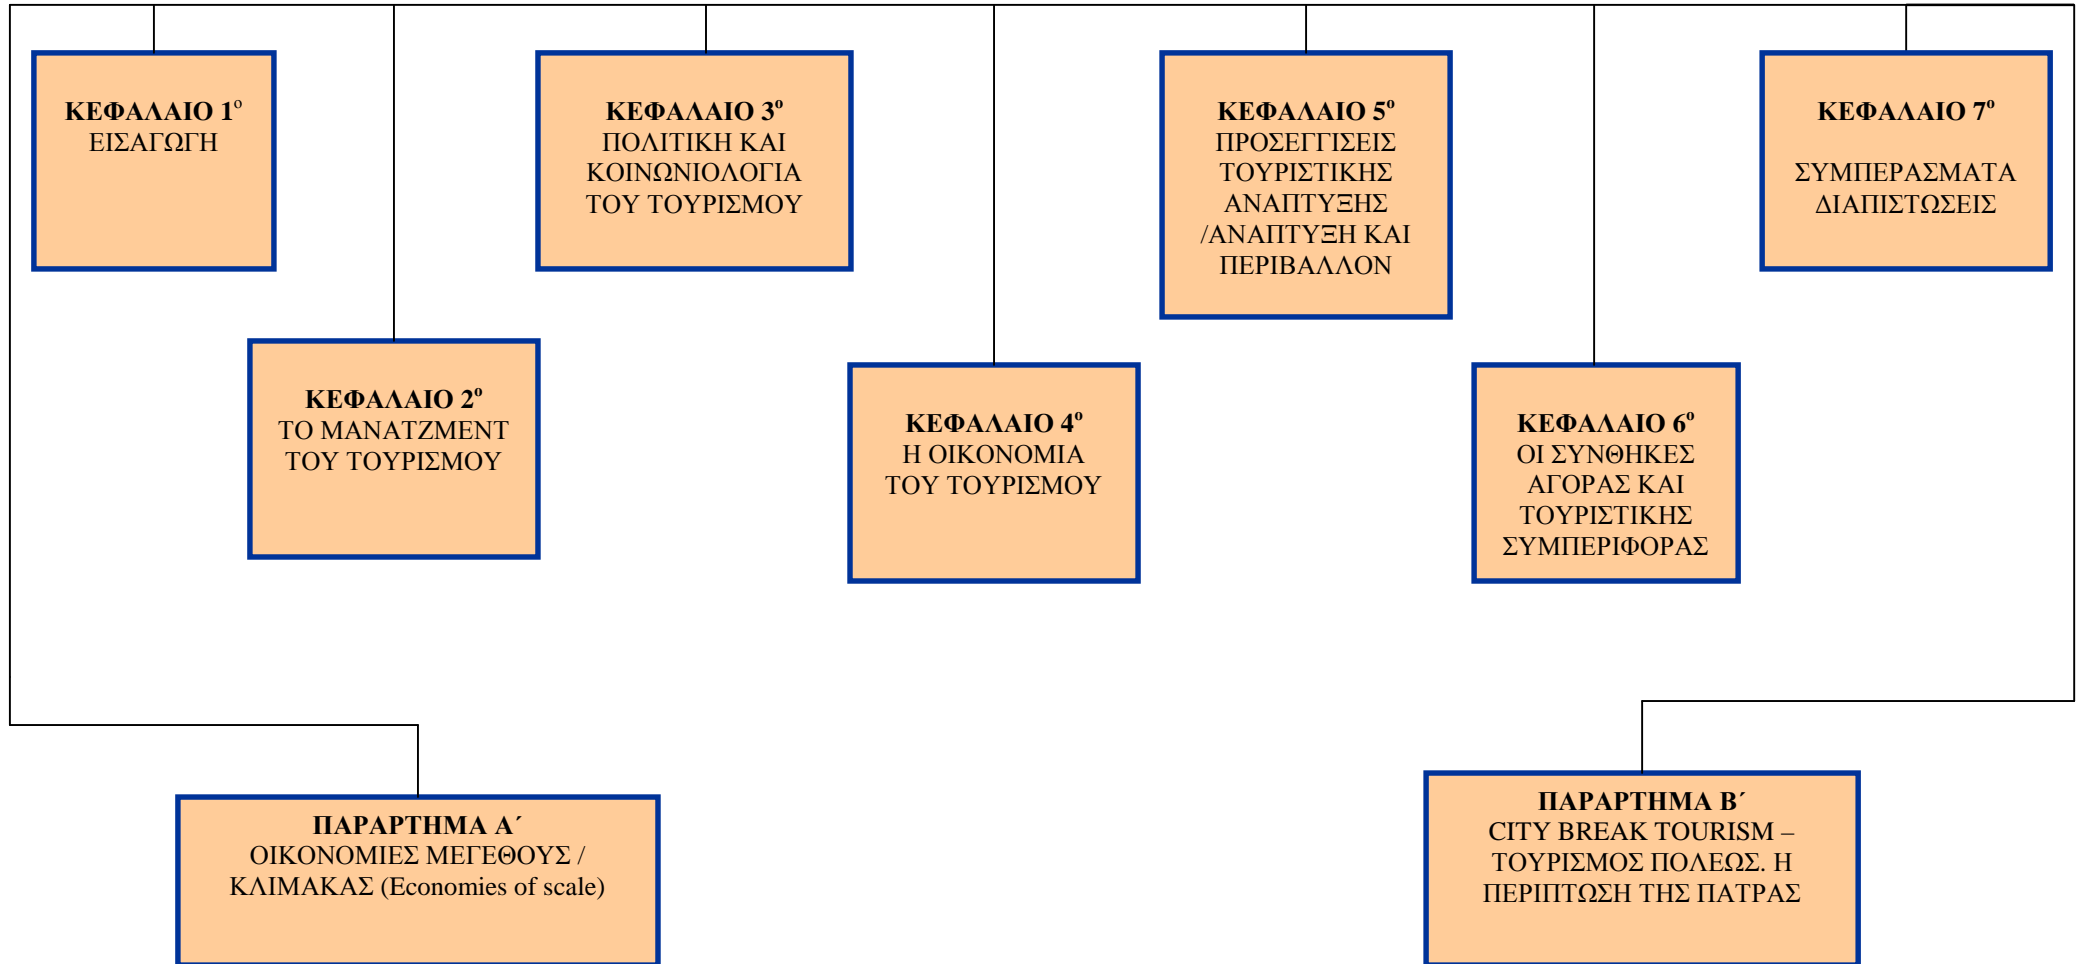 ΚΕΦΑΛΑΙΟ 1ο
ΕΙΣΑΓΩΓΗ
ΚΕΦΑΛΑΙΟ 2ο
ΤΟ ΜΑΝΑΤΖΜΕΝΤ
ΤΟΥ ΤΟΥΡΙΣΜΟΥ
ΚΕΦΑΛΑΙΟ 3ο
ΠΟΛΙΤΙΚΗ ΚΑΙ
ΚΟΙΝΩΝΙΟΛΟΓΙΑ
ΤΟΥ ΤΟΥΡΙΣΜΟΥ
ΚΕΦΑΛΑΙΟ 4ο
Η ΟΙΚΟΝΟΜΙΑ
ΤΟΥ ΤΟΥΡΙΣΜΟΥ
ΚΕΦΑΛΑΙΟ 5ο
ΠΡΟΣΕΓΓΙΣΕΙΣ
ΤΟΥΡΙΣΤΙΚΗΣ
ΑΝΑΠΤΥΞΗΣ
/ΑΝΑΠΤΥΞΗ ΚΑΙ
ΠΕΡΙΒΑΛΛΟΝ
ΚΕΦΑΛΑΙΟ 6ο
ΟΙ ΣΥΝΘΗΚΕΣ
ΑΓΟΡΑΣ ΚΑΙ
ΤΟΥΡΙΣΤΙΚΗΣ
ΣΥΜΠΕΡΙΦΟΡΑΣ
ΚΕΦΑΛΑΙΟ 7ο
ΣΥΜΠΕΡΑΣΜΑΤΑ
ΔΙΑΠΙΣΤΩΣΕΙΣ
ΠΑΡΑΡΤΗΜΑ Α΄
ΟΙΚΟΝΟΜΙΕΣ ΜΕΓΕΘΟΥΣ /
ΚΛΙΜΑΚΑΣ (Economies of scale)
ΠΑΡΑΡΤΗΜΑ Β΄
CITY BREAK TOURISM –
ΤΟΥΡΙΣΜΟΣ ΠΟΛΕΩΣ. Η
ΠΕΡΙΠΤΩΣΗ ΤΗΣ ΠΑΤΡΑΣ